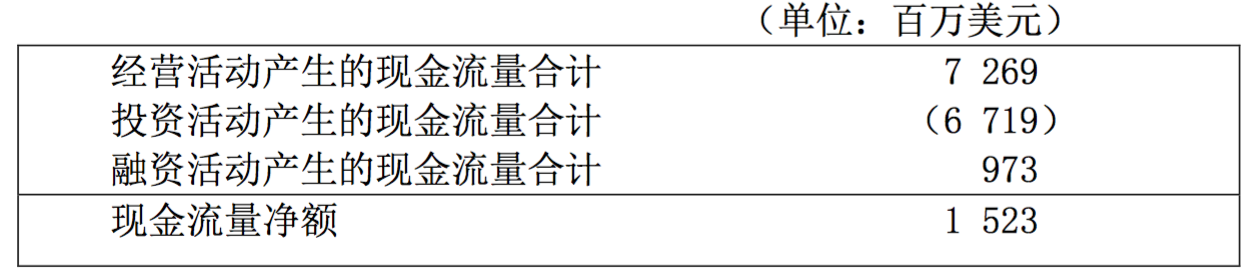 （单位：百万美元）
经营活动产生的现金流量合计 7 269
投资活动产生的现金流量合计 （6 719）
融资活动产生的现金流量合计 973
现金流量净额 1 523